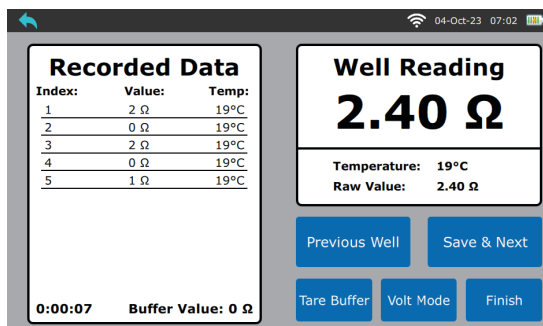 04-Oct-23 07:02
Recorded Data
Index: Value: Temp:
1 2 Ω 19°C
2 0 Ω 19°C
3 2 Ω 19°C
4 0 Ω 19°C
5 1 Ω 19°C
0:00:07 Buffer Value: 0 Ω
Well Reading
2.40 Ω
Temperature: 19°C
Raw Value: 2.40 Ω
Previous Well Save & Next
Tare Buffer Volt Mode Finish